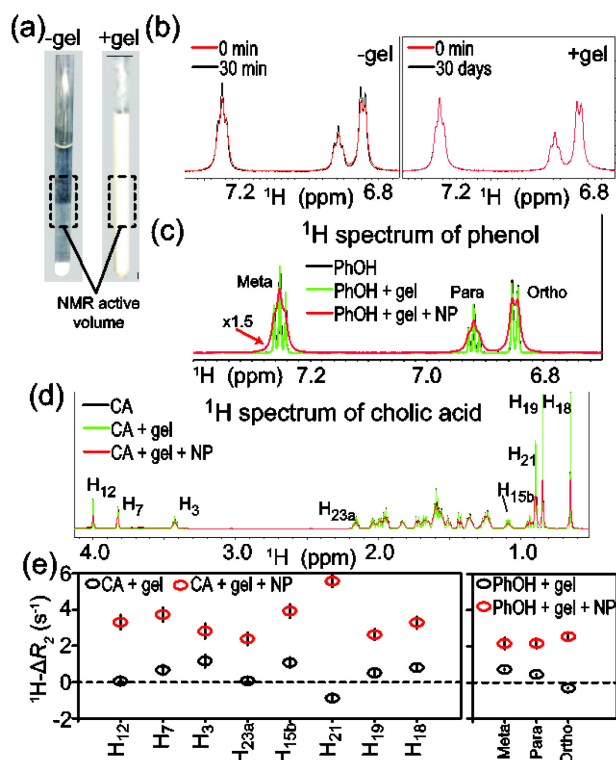 (a)
-gel +gel
NMR active
volume
(b)
0 min
30 min
-gel
7.2 ¹H (ppm) 6.8
0 min
30 days
+gel
7.2 ¹H (ppm) 6.8
(c)
¹H spectrum of phenol
Meta
PhOH
PhOH + gel
PhOH + gel + NP
Para
Ortho
x1.5
¹H (ppm) 7.2 7.0 6.8
(d)
¹H spectrum of cholic acid
CA
CA + gel
CA + gel + NP
H12
H7
H3
H23a
H15b
H21
H19
H18
4.0 3.0 ¹H (ppm) 2.0 1.0
(e)
CA + gel CA + gel + NP
PhOH + gel
PhOH + gel + NP
¹H-ΔR₂ (s⁻¹)
6
4
2
0
-2
H12 H7 H3 H23a H15b H21 H19 H18
Meta Para Ortho